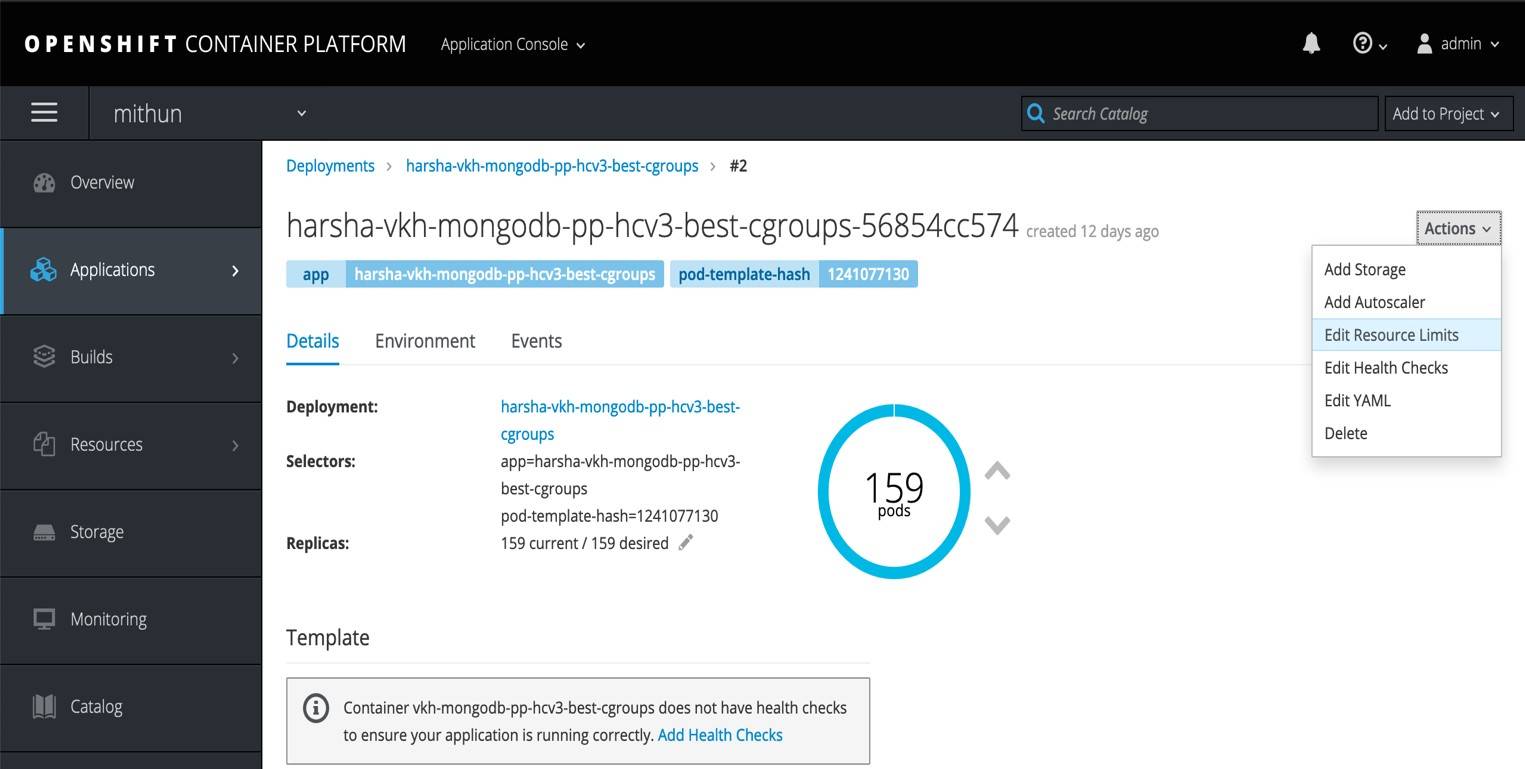 OPENSHIFT CONTAINER PLATFORM
Application Console
admin
mithun
Search Catalog
Add to Project
Overview
Applications
Builds
Resources
Storage
Monitoring
Catalog
Deployments > harsha-vkh-mongodb-pp-hcv3-best-cgroups > #2
harsha-vkh-mongodb-pp-hcv3-best-cgroups-56854cc574 created 12 days ago
app harsha-vkh-mongodb-pp-hcv3-best-cgroups pod-template-hash 1241077130
Actions
Add Storage
Add Autoscaler
Edit Resource Limits
Edit Health Checks
Edit YAML
Delete
Details Environment Events
Deployment: harsha-vkh-mongodb-pp-hcv3-best-
cgroups
Selectors: app=harsha-vkh-mongodb-pp-hcv3-
best-cgroups
pod-template-hash=1241077130
Replicas: 159 current / 159 desired
159
pods
Template
Container vkh-mongodb-pp-hcv3-best-cgroups does not have health checks
to ensure your application is running correctly. Add Health Checks